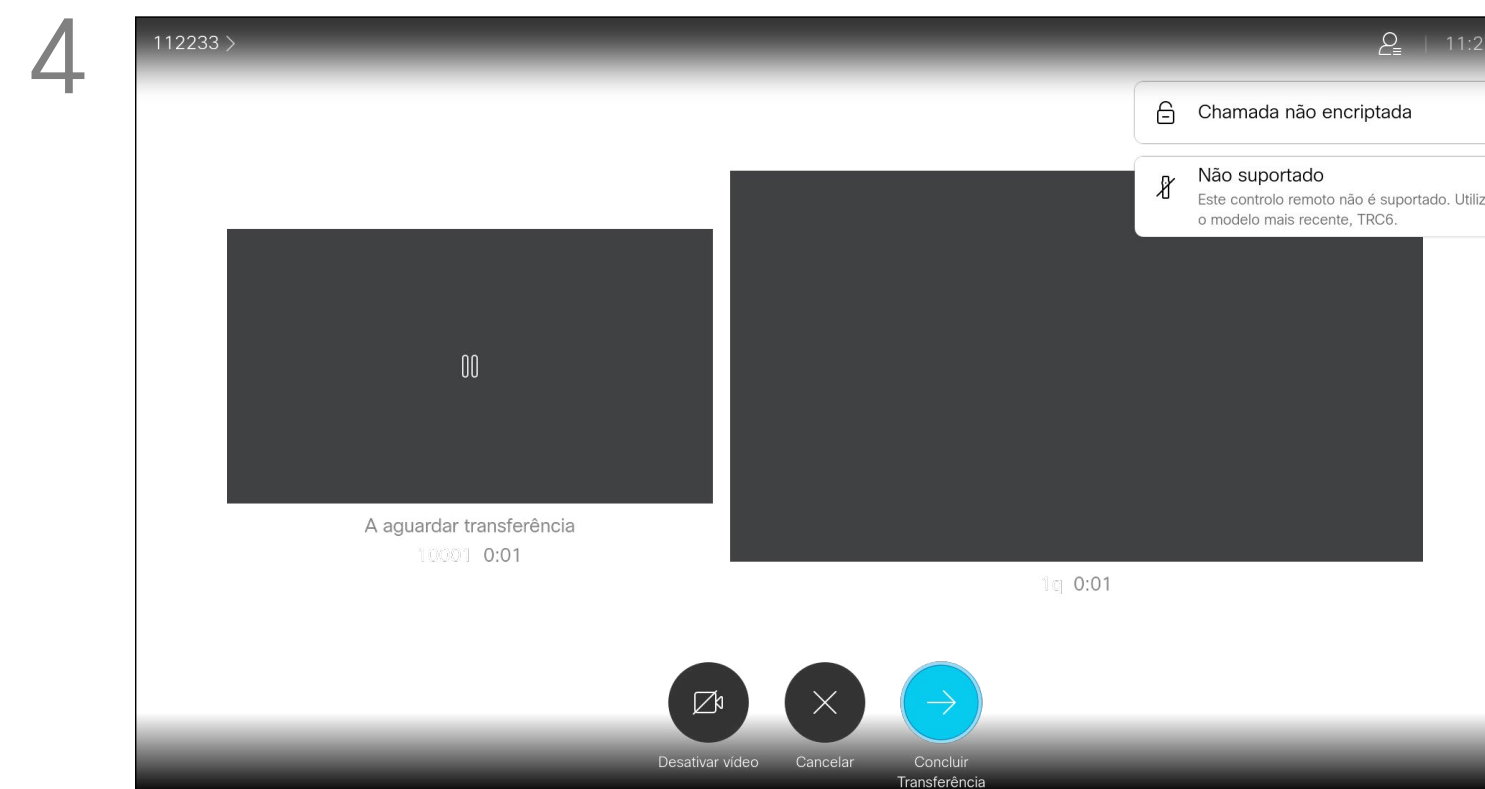 4
112233 >
11:2
Chamada não encriptada
Não suportado
Este controlo remoto não é suportado. Utiliz
o modelo mais recente, TRC6.
A aguardar transferência
10001 0:01
1q 0:01
Desativar vídeo
Cancelar
Concluir
Transferência